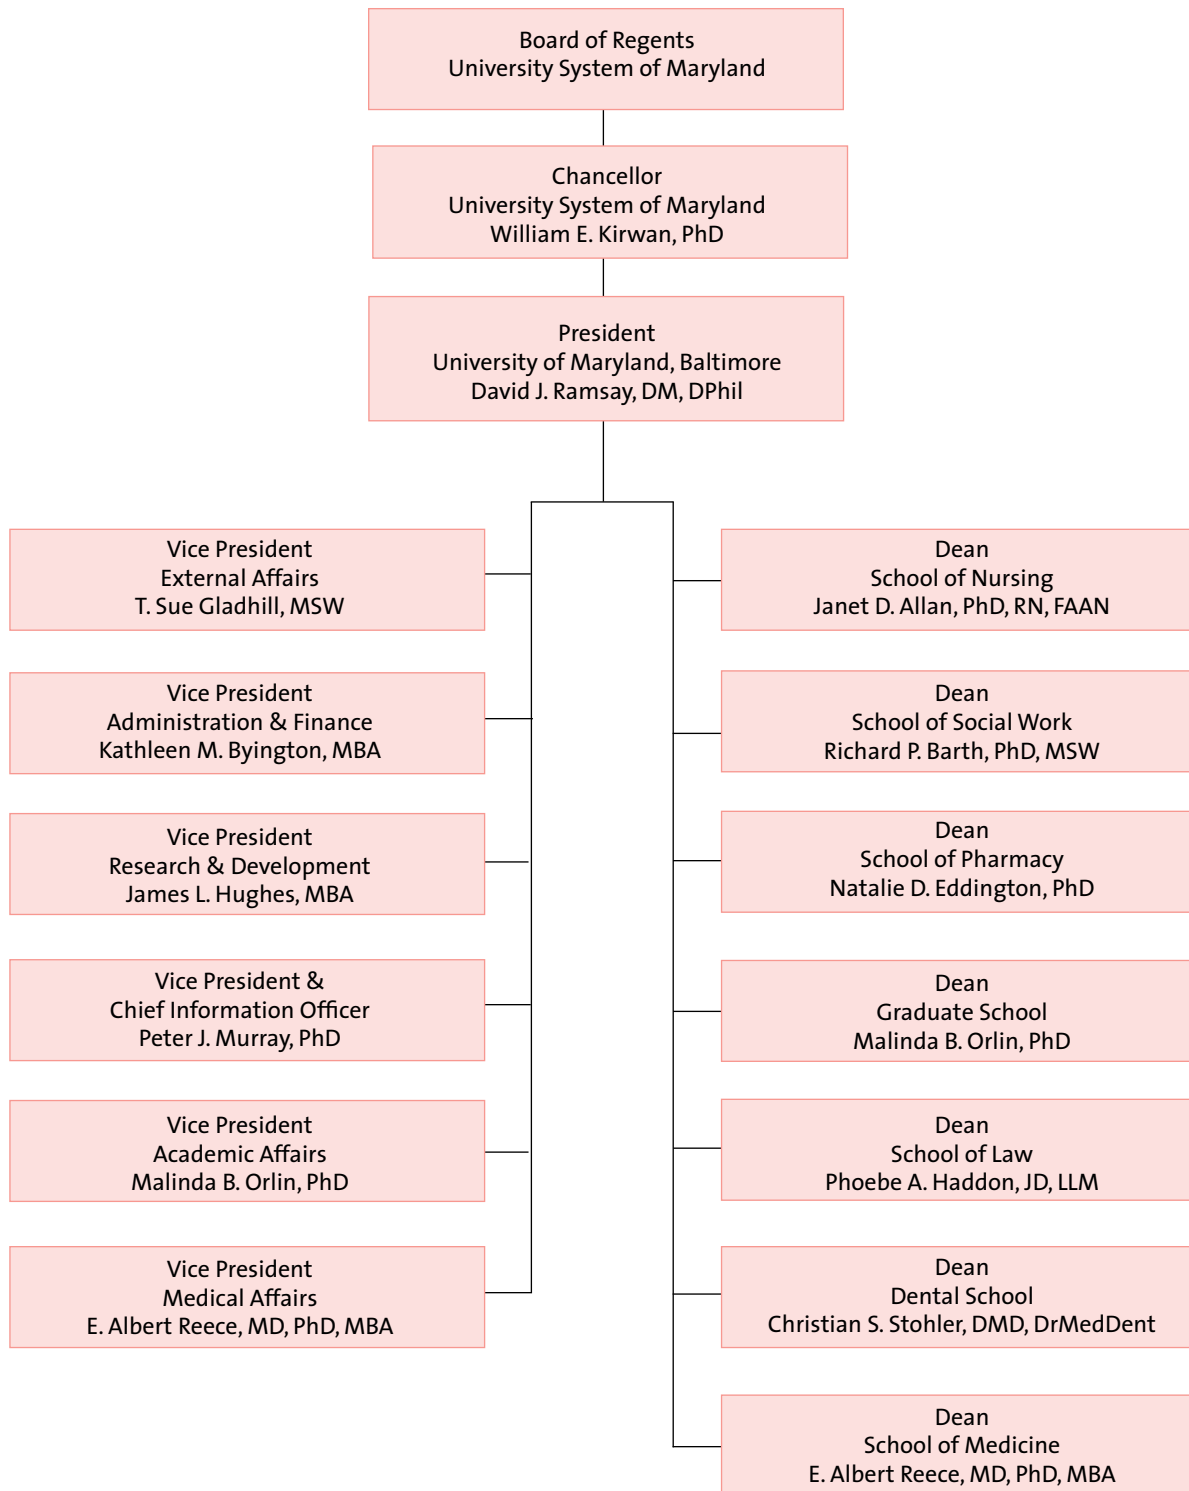 Board of Regents
University System of Maryland
Chancellor
University System of Maryland
William E. Kirwan, PhD
President
University of Maryland, Baltimore
David J. Ramsay, DM, DPhil
Vice President
External Affairs
T. Sue Gladhill, MSW
Vice President
Administration & Finance
Kathleen M. Byington, MBA
Vice President
Research & Development
James L. Hughes, MBA
Vice President &
Chief Information Officer
Peter J. Murray, PhD
Vice President
Academic Affairs
Malinda B. Orlin, PhD
Vice President
Medical Affairs
E. Albert Reece, MD, PhD, MBA
Dean
School of Nursing
Janet D. Allan, PhD, RN, FAAN
Dean
School of Social Work
Richard P. Barth, PhD, MSW
Dean
School of Pharmacy
Natalie D. Eddington, PhD
Dean
Graduate School
Malinda B. Orlin, PhD
Dean
School of Law
Phoebe A. Haddon, JD, LLM
Dean
Dental School
Christian S. Stohler, DMD, DrMedDent
Dean
School of Medicine
E. Albert Reece, MD, PhD, MBA